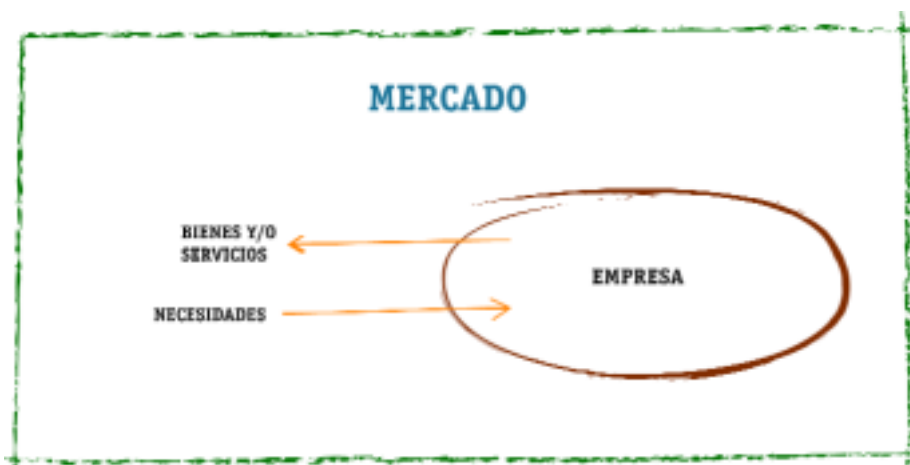 MERCADO
BIENES Y/O
SERVICIOS
EMPRESA
NECESIDADES